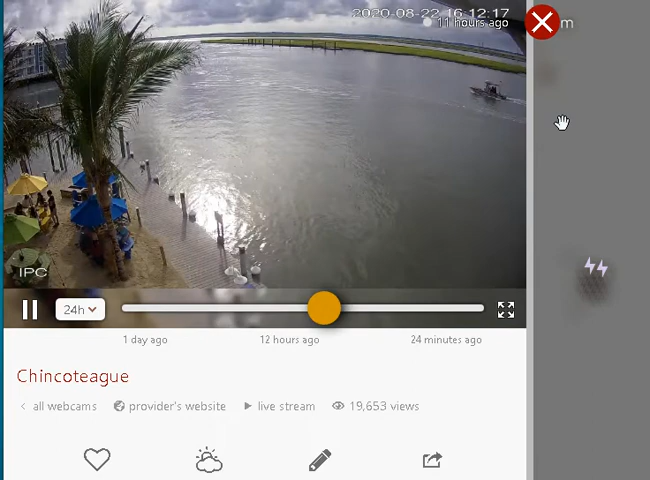 2020-08-22 16:12:17
11 hours ago
m
IPC
24h
1 day ago
12 hours ago
24 minutes ago
Chincoteague
all webcams
provider's website
live stream
19,653 views